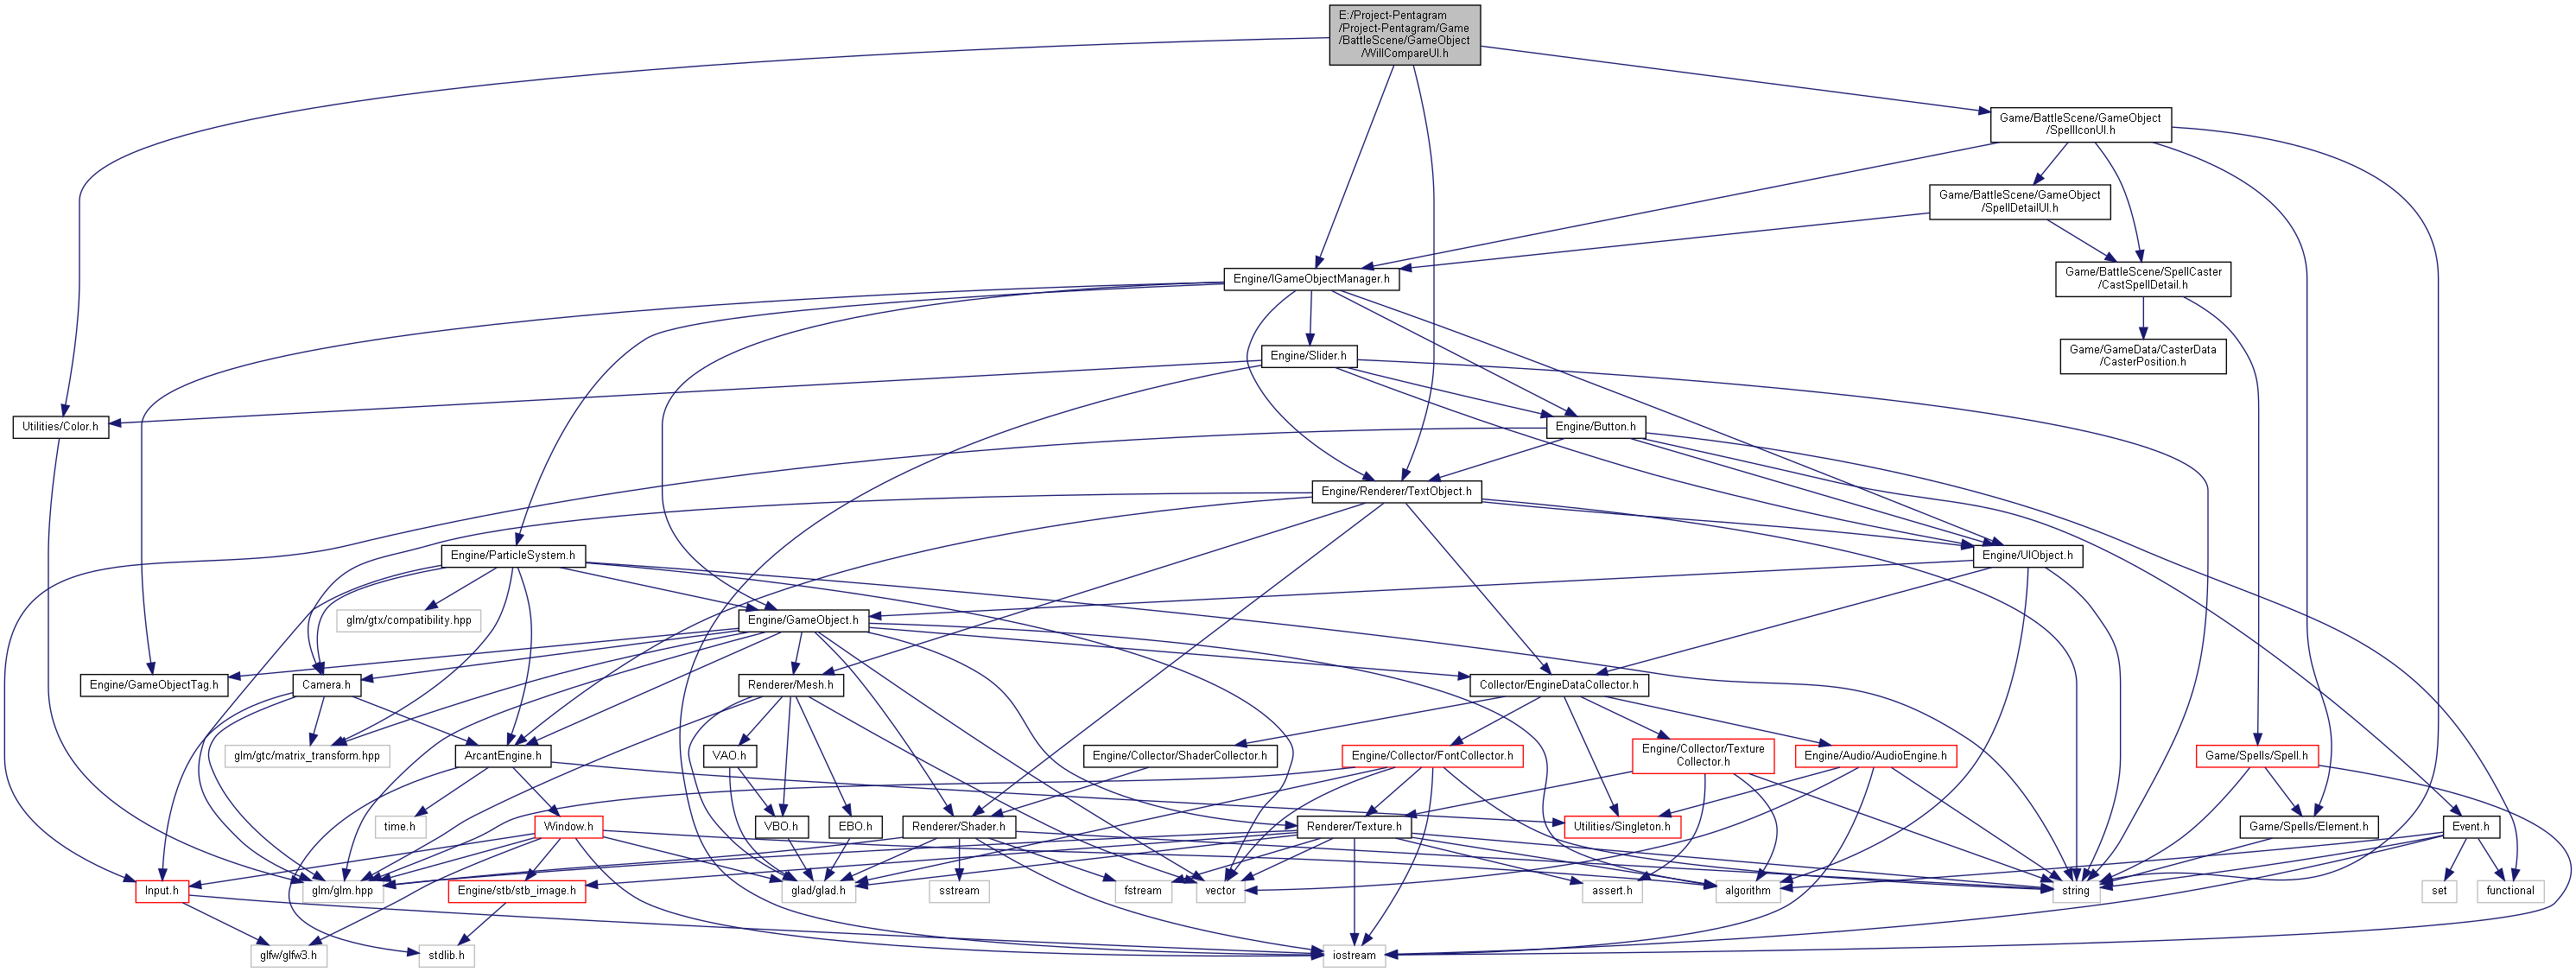 E:/Project-Pentagram
/Project-Pentagram/Game
/BattleScene/GameObject
/WillCompareUI.h
Game/BattleScene/GameObject
/SpellIconUI.h
Game/BattleScene/GameObject
/SpellDetailUI.h
Engine/IGameObjectManager.h
Game/BattleScene/SpellCaster
/CastSpellDetail.h
Engine/Slider.h
Game/GameData/CasterData
/CasterPosition.h
Utilities/Color.h
Engine/Button.h
Engine/Renderer/TextObject.h
Engine/ParticleSystem.h
Engine/UIObject.h
glm/gtx/compatibility.hpp
Engine/GameObject.h
Engine/GameObjectTag.h
Camera.h
Renderer/Mesh.h
Collector/EngineDataCollector.h
glm/gtc/matrix_transform.hpp
ArcantEngine.h
VAO.h
Engine/Collector/ShaderCollector.h
Engine/Collector/FontCollector.h
Engine/Collector/Texture
Collector.h
Engine/Audio/AudioEngine.h
Game/Spells/Spell.h
time.h
Window.h
VBO.h
EBO.h
Renderer/Shader.h
Renderer/Texture.h
Utilities/Singleton.h
Game/Spells/Element.h
Event.h
Input.h
glm/glm.hpp
Engine/stb/stb_image.h
glad/glad.h
sstream
fstream
vector
assert.h
algorithm
string
set
functional
glfw/glfw3.h
stdlib.h
iostream